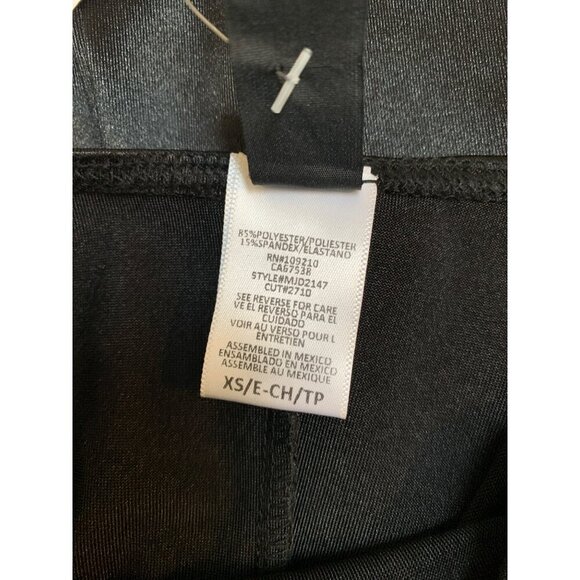 85%POLYESTER/POLIESTER
15%SPANDEX/ELASTANO
RN#109210
CA67538
STYLE#MJD2147
CUT#2710
SEE REVERSE FOR CARE
VE EL REVERSO PARA EL
CUIDADO
VOIR AU VERSO POUR L
ENTRETIEN
ASSEMBLED IN MEXICO
ENSAMBLADO EN MEXICO
ASSEMBLE AU MEXIQUE
XS/E-CH/TP